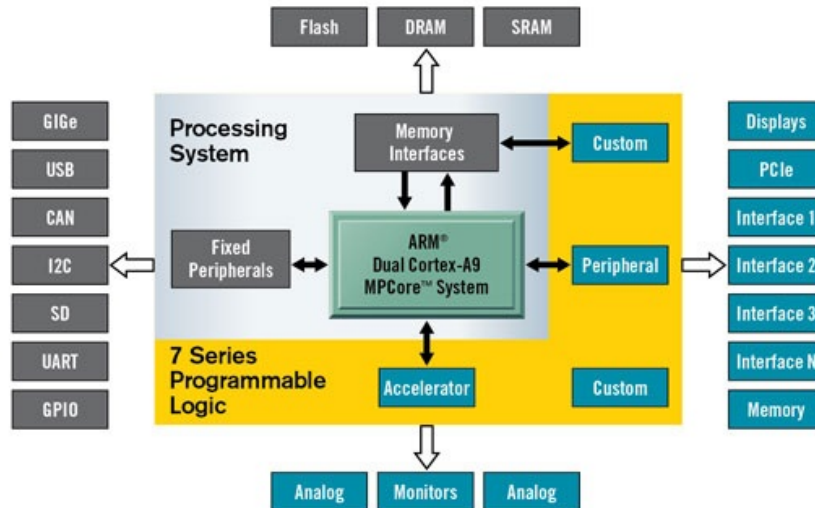 Flash
DRAM
SRAM
GIGe
USB
CAN
I2C
SD
UART
GPIO
Processing
System
Memory
Interfaces
Custom
Fixed
Peripherals
ARM®
Dual Cortex-A9
MPCore™ System
Peripheral
7 Series
Programmable
Logic
Accelerator
Custom
Displays
PCIe
Interface 1
Interface 2
Interface 3
Interface N
Memory
Analog
Monitors
Analog